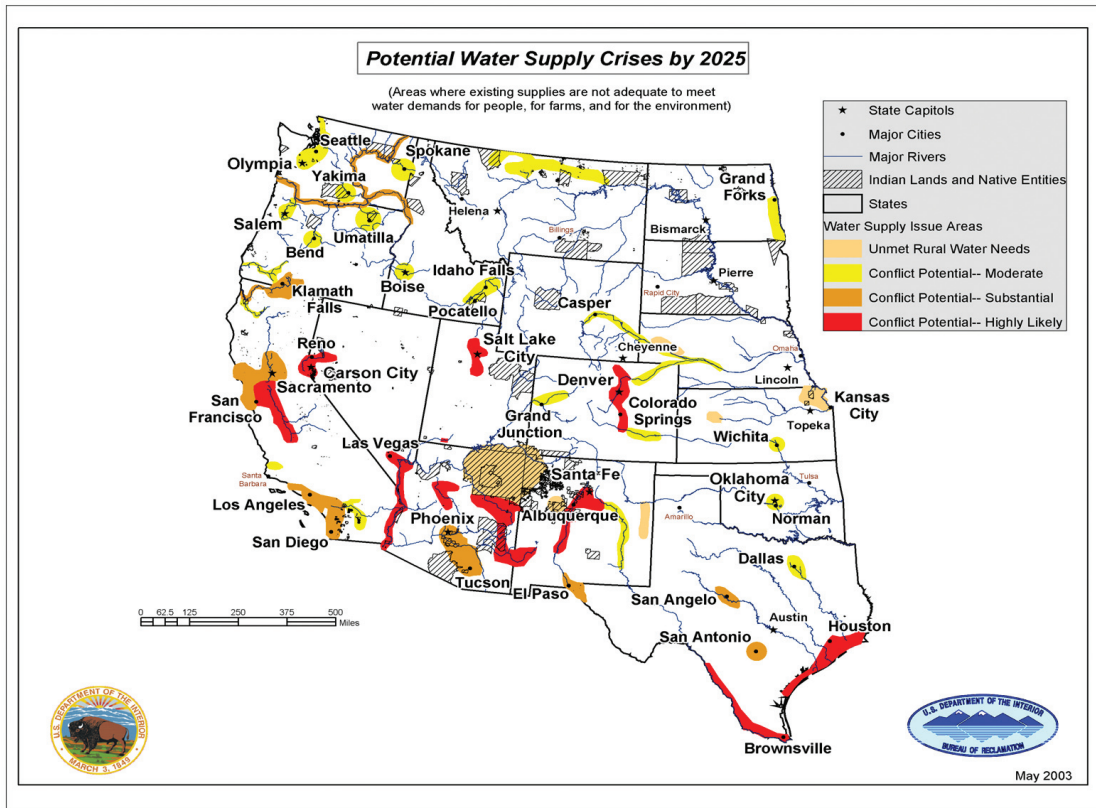 Potential Water Supply Crises by 2025
(Areas where existing supplies are not adequate to meet
water demands for people, for farms, and for the environment)
State Capitols
Major Cities
Major Rivers
Indian Lands and Native Entities
States
Water Supply Issue Areas
Unmet Rural Water Needs
Conflict Potential-- Moderate
Conflict Potential-- Substantial
Conflict Potential-- Highly Likely
Seattle
Olympia
Spokane
Yakima
Grand
Forks
Helena
Salem
Umatilla
Bend
Billings
Bismarck
Idaho Falls
Boise
Pierre
Klamath
Falls
Pocatello
Casper
Rapid City
Reno
Salt Lake
City
Cheyenne
Omaha
Carson City
Sacramento
Denver
Lincoln
San
Francisco
Colorado
Springs
Kansas
City
Grand
Junction
Topeka
Las Vegas
Wichita
Santa
Barbara
Santa Fe
Tulsa
Oklahoma
City
Los Angeles
Phoenix
Albuquerque
Amarillo
Norman
San Diego
Tucson
Dallas
El Paso
San Angelo
Austin
Houston
San Antonio
Brownsville
0 62.5 125 250 375 500
Miles
U.S. DEPARTMENT OF THE INTERIOR
MARCH 3, 1849
U.S. DEPARTMENT OF THE INTERIOR
BUREAU OF RECLAMATION
May 2003